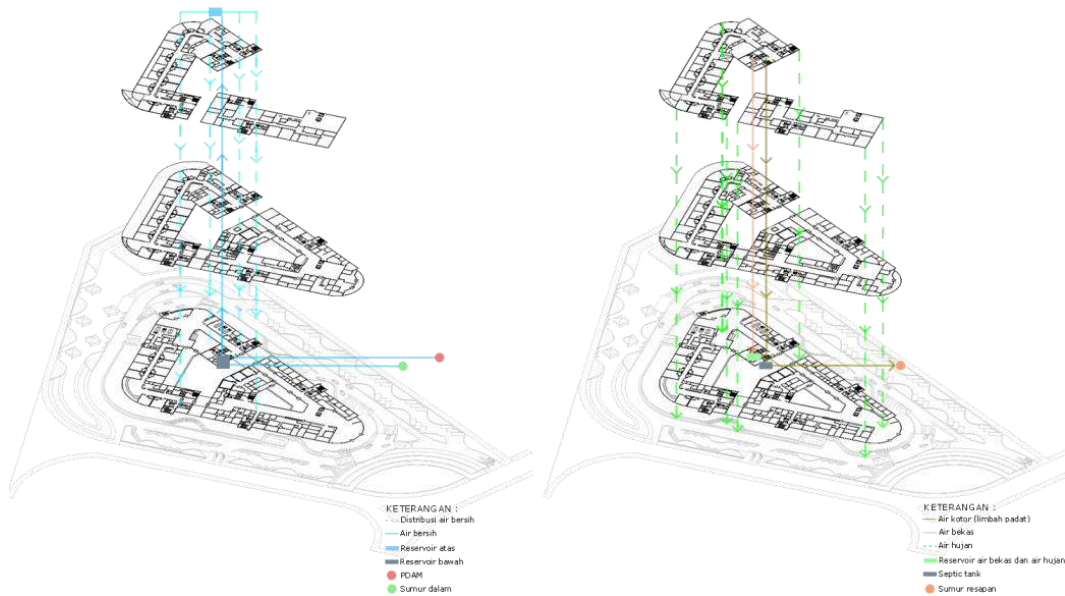 KETERANGAN :
Distribusi air bersih
Air bersih
Reservoir atas
Reservoir bawah
PDAM
Sumur dalam
KETERANGAN :
Air kotor (limbah padat)
Air bekas
Air hujan
Reservoir air bekas dan air hujan
Septic tank
Sumur resapan